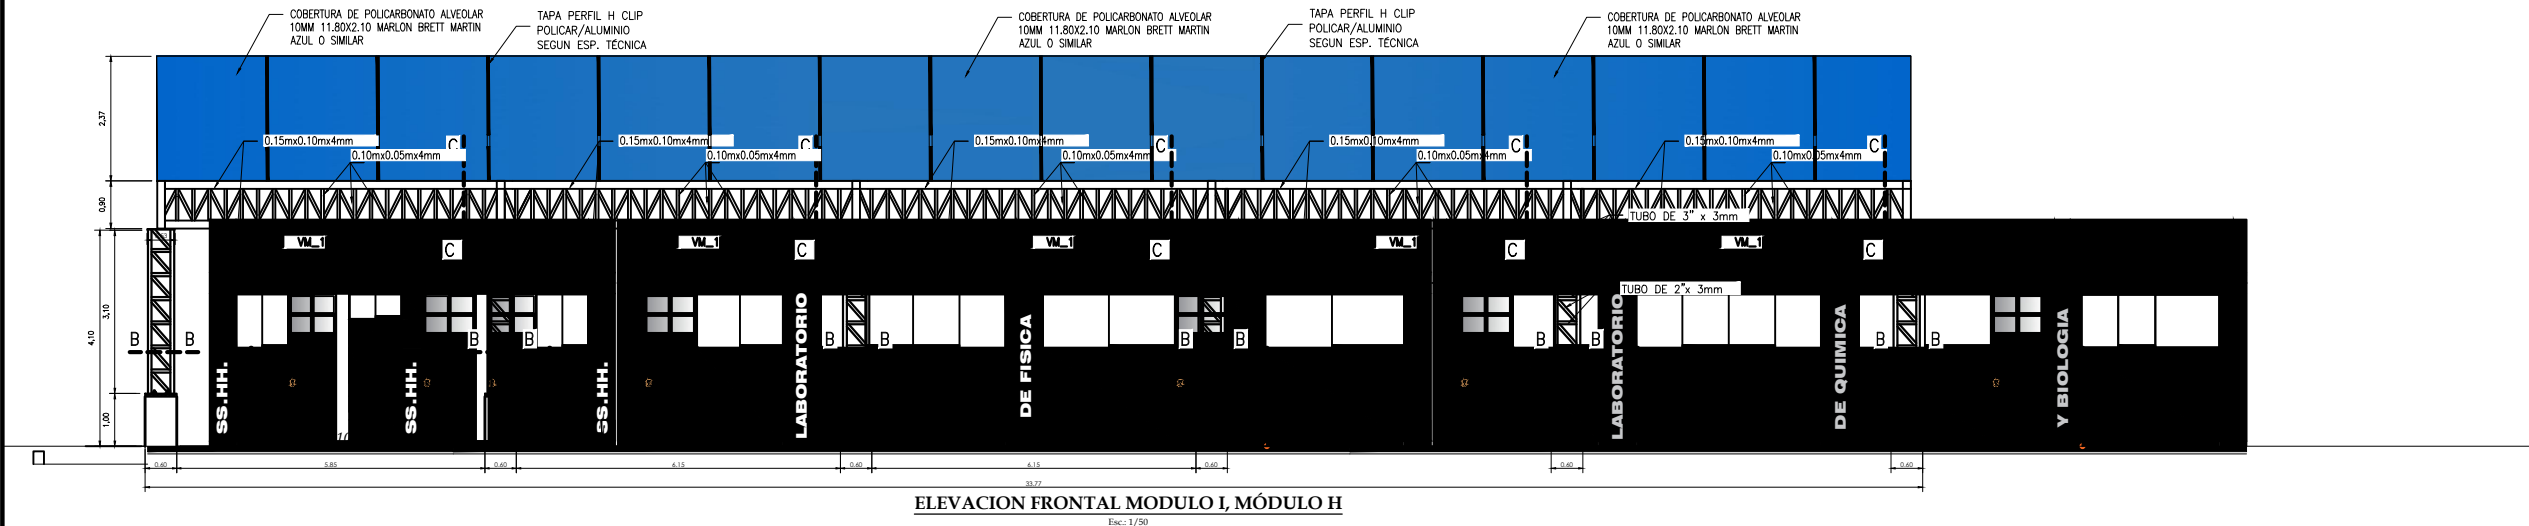 COBERTURA DE POLICARBONATO ALVEOLAR
10MM 11.80X2.10 MARLON BRETT MARTIN
AZUL O SIMILAR
TAPA PERFIL H CLIP
POLICAR/ALUMINIO
SEGUN ESP. TÉCNICA
COBERTURA DE POLICARBONATO ALVEOLAR
10MM 11.80X2.10 MARLON BRETT MARTIN
AZUL O SIMILAR
TAPA PERFIL H CLIP
POLICAR/ALUMINIO
SEGUN ESP. TÉCNICA
COBERTURA DE POLICARBONATO ALVEOLAR
10MM 11.80X2.10 MARLON BRETT MARTIN
AZUL O SIMILAR
2,37
0.15mx0.10mx4mm
C
0.10mx0.05mx4mm
0.15mx0.10mx4mm
C
0.10mx0.05mx4mm
0.15mx0.10mx4mm
C
0.10mx0.05mx4mm
0.15mx0.10mx4mm
C
0.10mx0.05mx4mm
0.15mx0.10mx4mm
C
0.10mx0.05mx4mm
0,90
TUBO DE 3" x 3mm
VM_1
C
VM_1
C
VM_1
C
VM_1
C
VM_1
C
TUBO DE 2"x 3mm
4,10
3,10
1,00
B
B
B
B
B
B
B
B
B
B
B
B
SS.HH.
SS.HH.
SS.HH.
LABORATORIO
DE FISICA
LABORATORIO
DE QUIMICA
Y BIOLOGIA
0.60
5.85
0.60
6.15
0.60
6.15
0.60
0.60
0.60
33.77
ELEVACION FRONTAL MODULO I, MÓDULO H
Esc.: 1/50